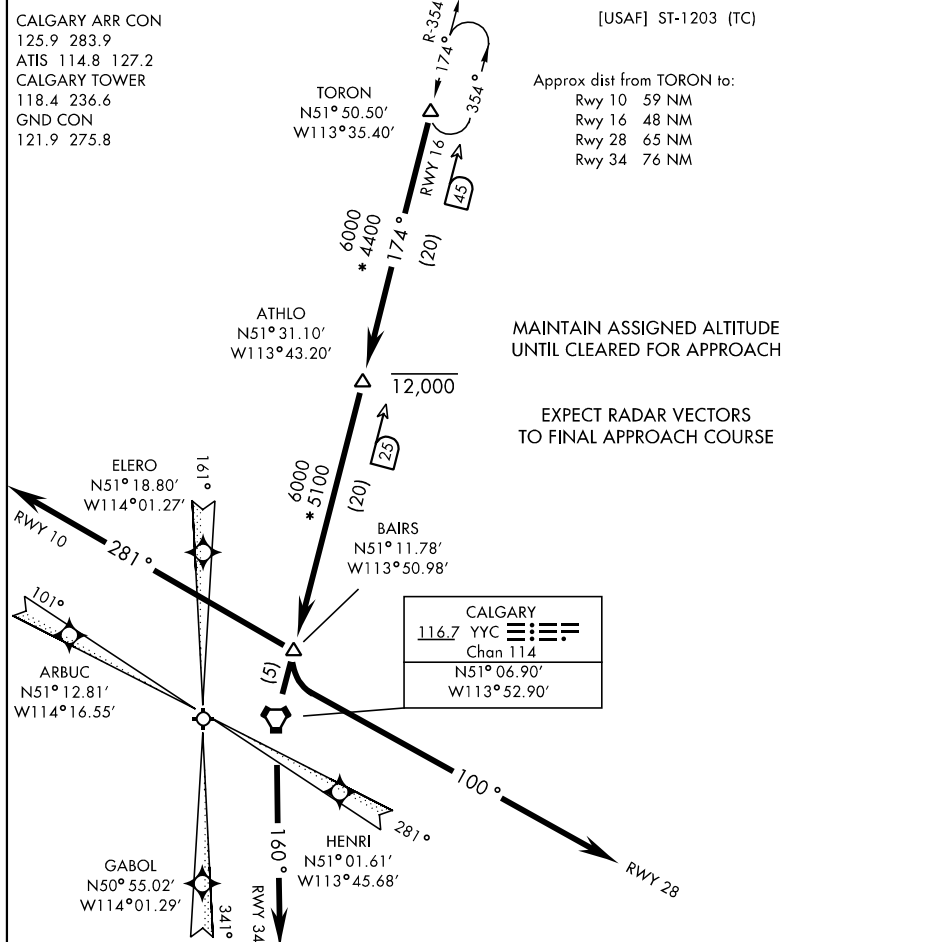 CALGARY ARR CON
125.9 283.9
ATIS 114.8 127.2
CALGARY TOWER
118.4 236.6
GND CON
121.9 275.8
[USAF] ST-1203 (TC)
Approx dist from TORON to:
Rwy 10 59 NM
Rwy 16 48 NM
Rwy 28 65 NM
Rwy 34 76 NM
R-354
174°
354°
TORON
N51° 50.50′
W113° 35.40′
RWY 16
45
6000
* 4400
174°
(20)
ATHLO
N51° 31.10′
W113° 43.20′
12,000
MAINTAIN ASSIGNED ALTITUDE
UNTIL CLEARED FOR APPROACH
EXPECT RADAR VECTORS
TO FINAL APPROACH COURSE
25
6000
* 5100
(20)
ELERO
N51° 18.80′
W114° 01.27′
161°
RWY 10
281°
BAIRS
N51° 11.78′
W113° 50.98′
101°
ARBUC
N51° 12.81′
W114° 16.55′
(5)
CALGARY
116.7 YYC
Chan 114
N51° 06.90′
W113° 52.90′
100°
RWY 28
281°
HENRI
N51° 01.61′
W113° 45.68′
160°
RWY 34
GABOL
N50° 55.02′
W114° 01.29′
341°